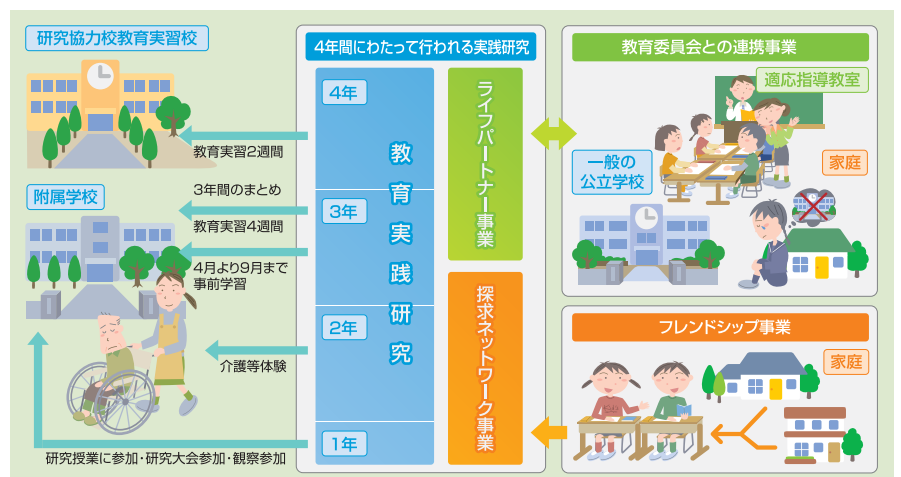 研究協力校教育実習校
教育実習2週間
附属学校
3年間のまとめ
教育実習4週間
4月より9月まで
事前学習
介護等体験
研究授業に参加・研究大会参加・観察参加
4年間にわたって行われる実践研究
4年
3年
2年
1年
教育実践研究
ライフパートナー事業
探求ネットワーク事業
教育委員会との連携事業
適応指導教室
一般の
公立学校
家庭
フレンドシップ事業
家庭